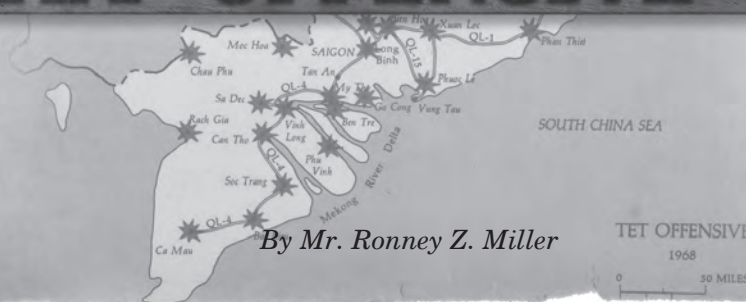 Xuan Loc
QL-1
Phan Thiet
Moc Hoa
SAIGON
Long
Binh
QL-15
Chau Phu
Tan An
Phuoc Le
Sa Dec
QL-4
My Tho
Go Cong
Vung Tau
Rach Gia
Can Tho
Vinh
Long
Ben Tre
SOUTH CHINA SEA
Phu
Vinh
QL-4
Mekong River Delta
Soc Trang
QL-4
Ca Mau
By Mr. Ronney Z. Miller
TET OFFENSIVE
1968
0 50 MILES